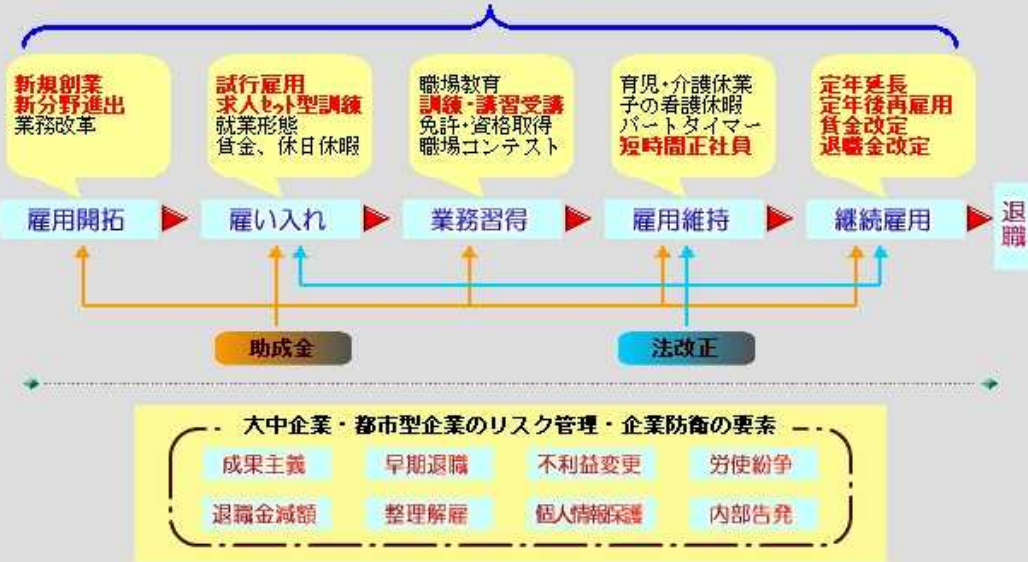 新規創業
新分野進出
業務改革
試行雇用
求人セット型訓練
就業形態
賃金、休日休暇
職場教育
訓練・講習受講
免許・資格取得
職場コンテスト
育児・介護休業
子の看護休暇
パートタイマー
短時間正社員
定年延長
定年後再雇用
賃金改定
退職金改定
雇用開拓
雇い入れ
業務習得
雇用維持
継続雇用
退職
助成金
法改正
大中企業・都市型企業のリスク管理・企業防衛の要素
成果主義
早期退職
不利益変更
労使紛争
退職金減額
整理解雇
個人情報保護
内部告発